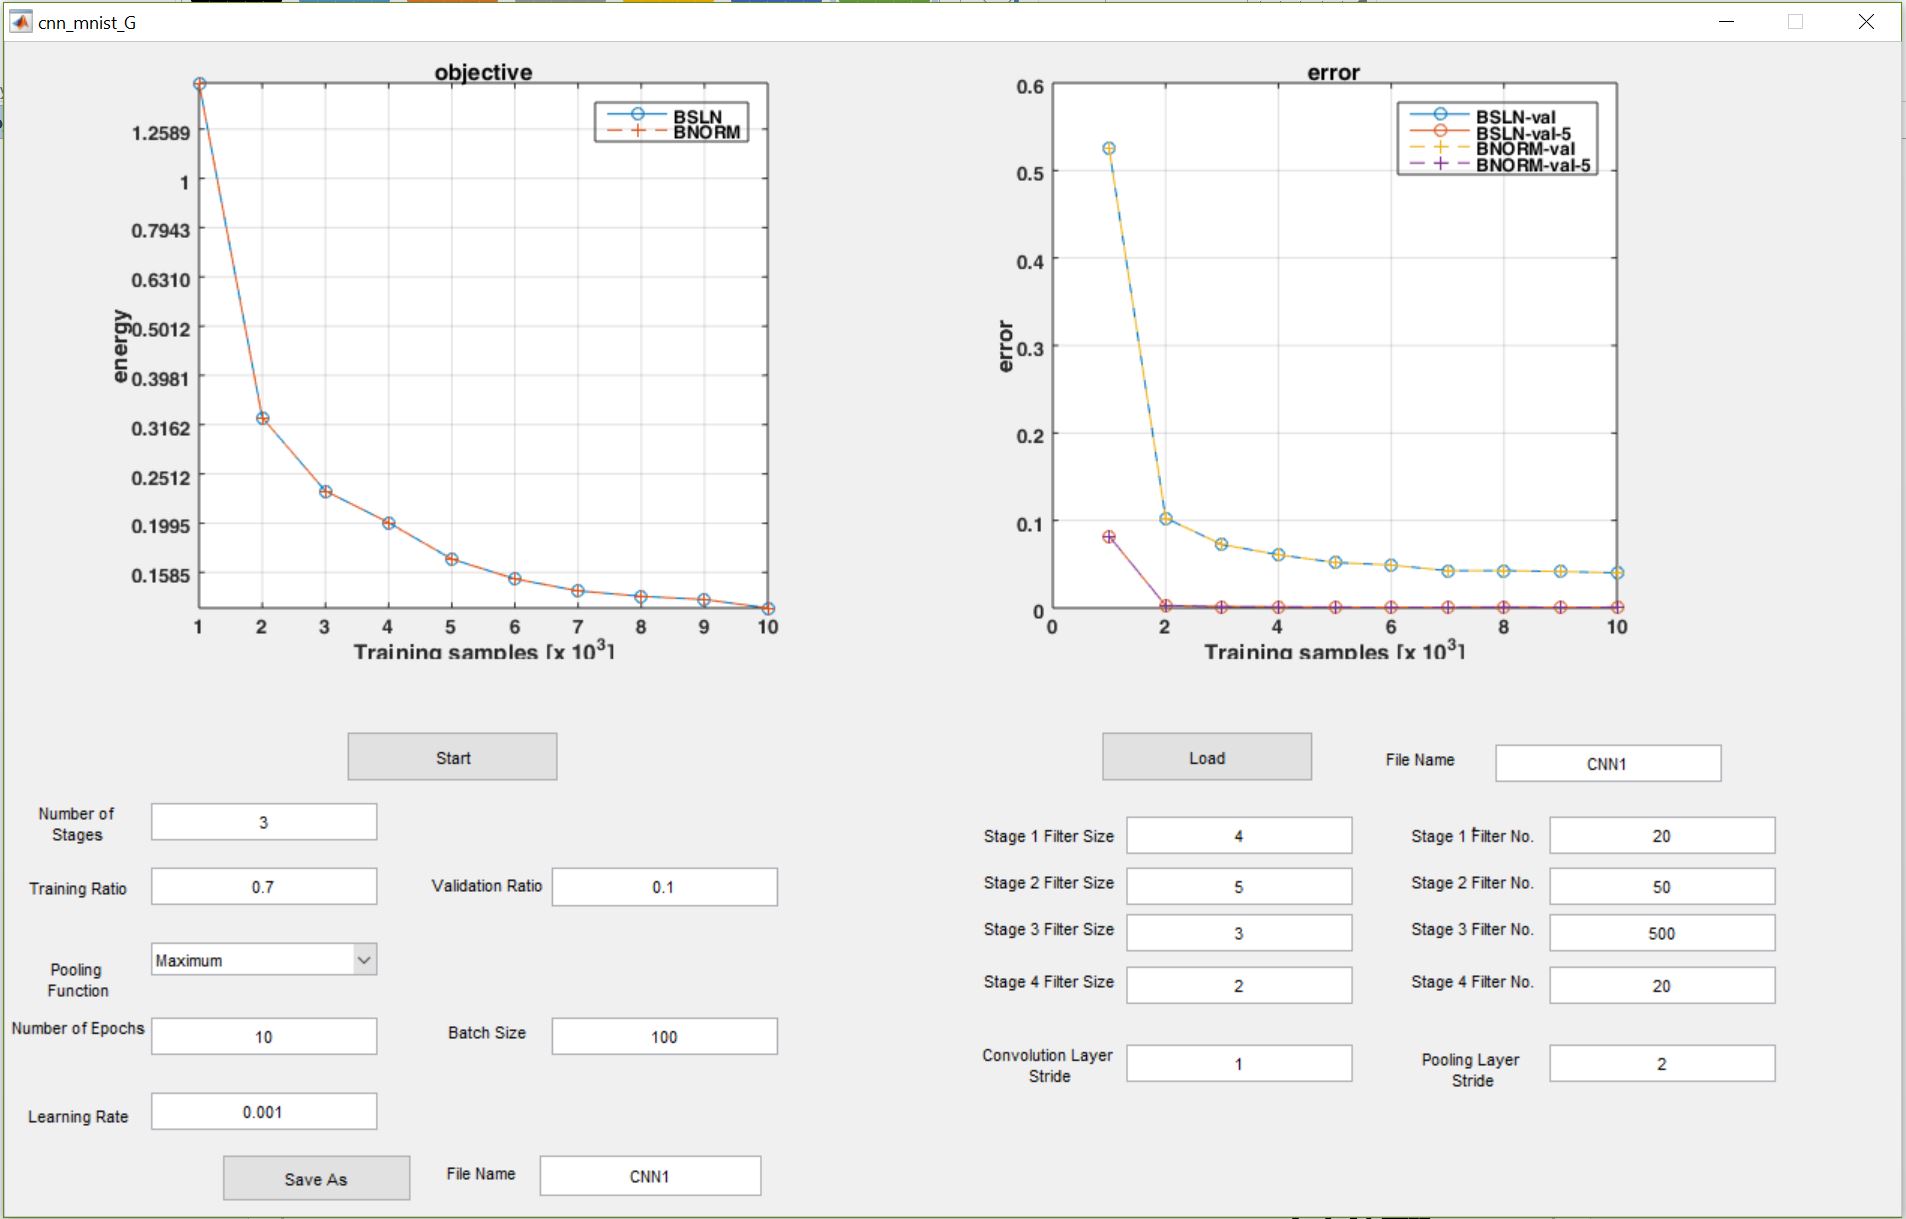 cnn_mnist_G
objective
BSLN
BNORM
1.2589
1
0.7943
0.6310
0.5012
0.3981
0.3162
0.2512
0.1995
0.1585
energy
1 2 3 4 5 6 7 8 9 10
Training samples [x 10^3]
error
BSLN-val
BSLN-val-5
BNORM-val
BNORM-val-5
0.6
0.5
0.4
0.3
0.2
0.1
0
error
0 2 4 6 8 10
Training samples [x 10^3]
Start
Number of
Stages
3
Training Ratio 0.7 Validation Ratio 0.1
Maximum
Pooling
Function
Number of Epochs 10 Batch Size 100
Learning Rate 0.001
Save As File Name CNN1
Load File Name CNN1
Stage 1 Filter Size 4 Stage 1 Filter No. 20
Stage 2 Filter Size 5 Stage 2 Filter No. 50
Stage 3 Filter Size 3 Stage 3 Filter No. 500
Stage 4 Filter Size 2 Stage 4 Filter No. 20
Convolution Layer
Stride
1
Pooling Layer
Stride
2